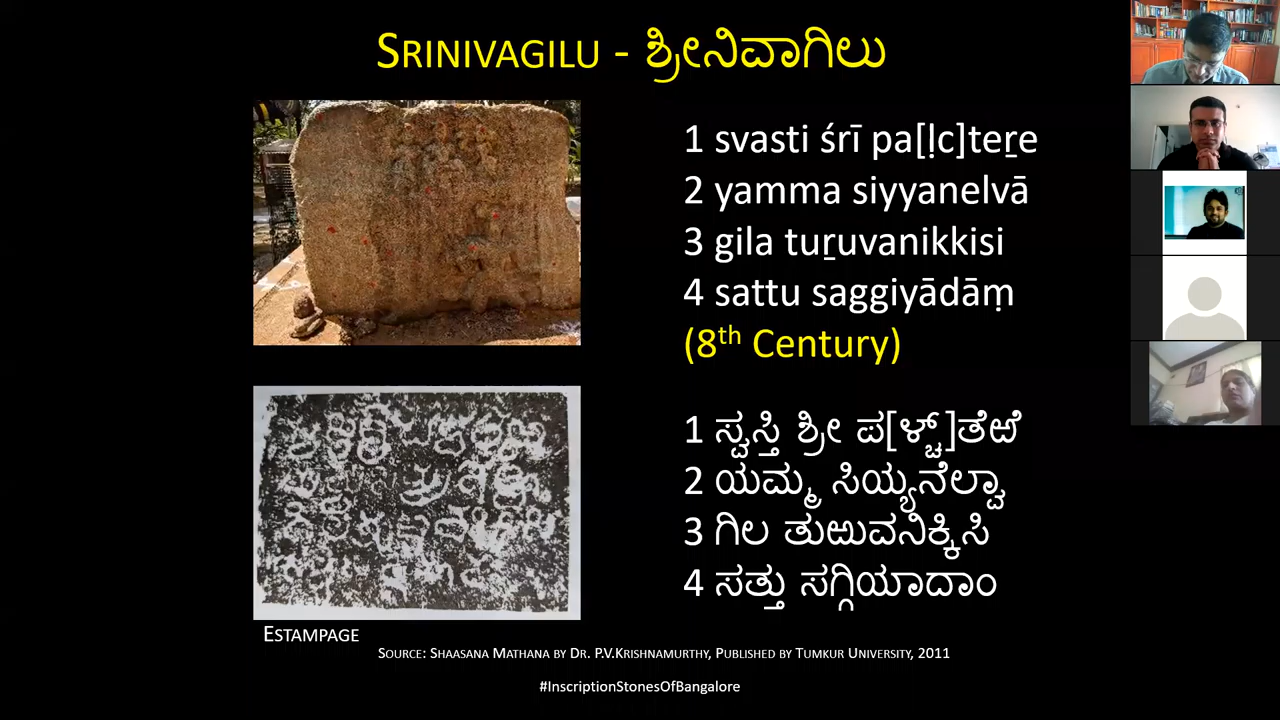 SRINIVAGILU - ಶ್ರೀನಿವಾಗಿಲು
1 svasti śrī pa[ḷc]teṟe
2 yamma siyyanelvā
3 gila tuṟuvanikkisi
4 sattu saggiyādāṃ
(8th Century)
1 ಸ್ವಸ್ತಿ ಶ್ರೀ ಪ[ಳ್ಚ್]ತೆಱೆ
2 ಯಮ್ಮ ಸಿಯ್ಯನೆಲ್ವಾ
3 ಗಿಲ ತುಱುವನಿಕ್ಕಿಸಿ
4 ಸತ್ತು ಸಗ್ಗಿಯಾದಾಂ
ESTAMPAGE
SOURCE: SHAASANA MATHANA BY DR. P.V.KRISHNAMURTHY, PUBLISHED BY TUMKUR UNIVERSITY, 2011
#InscriptionStonesOfBangalore